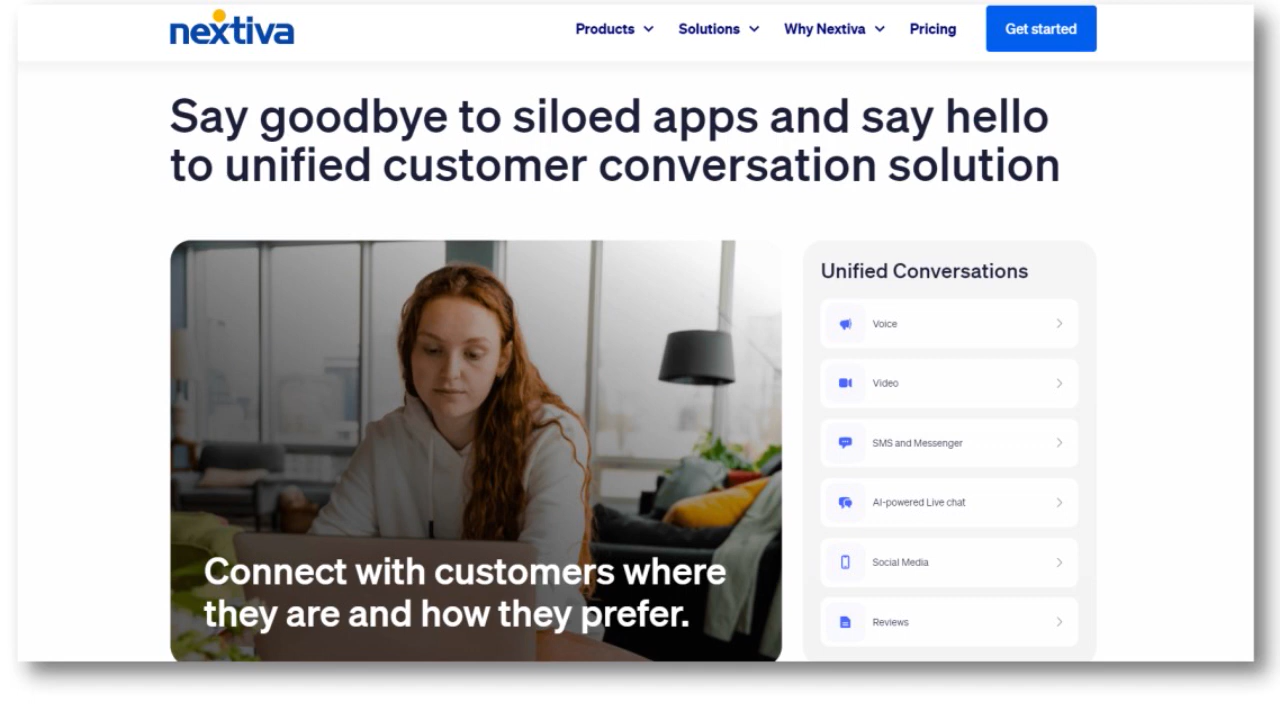 nextiva
Products
Solutions
Why Nextiva
Pricing
Get started
Say goodbye to siloed apps and say hello
to unified customer conversation solution
Connect with customers where
they are and how they prefer.
Unified Conversations
Voice
Video
SMS and Messenger
AI-powered Live chat
Social Media
Reviews